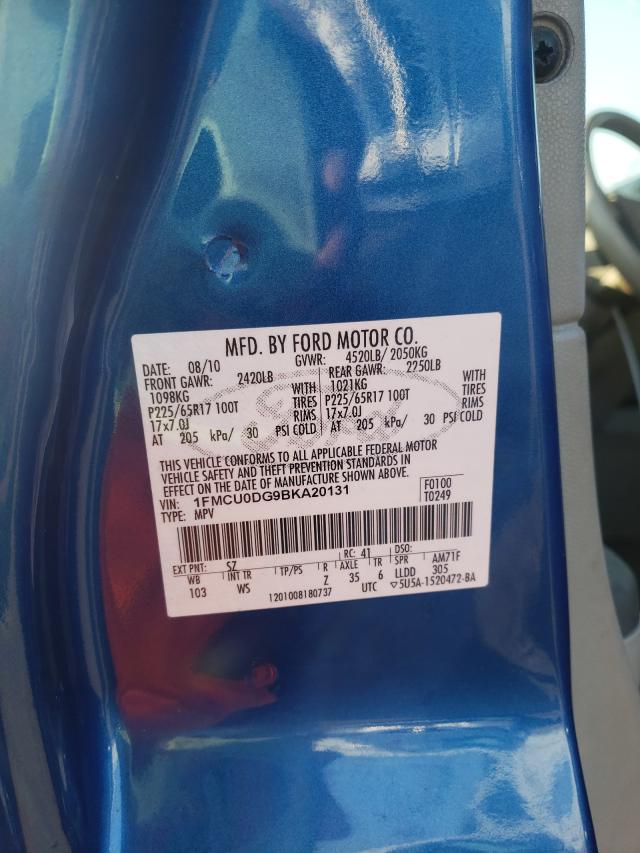 MFD. BY FORD MOTOR CO.
DATE: 08/10 GVWR: 4520LB/ 2050KG
FRONT GAWR: 2420LB REAR GAWR: 2250LB
1098KG WITH 1021KG WITH
P225/65R17 100T TIRES P225/65R17 100T TIRES
17x7.0J RIMS 17x7.0J RIMS
AT 205 kPa/ 30 PSI COLD AT 205 kPa/ 30 PSI COLD
Ford
THIS VEHICLE CONFORMS TO ALL APPLICABLE FEDERAL MOTOR
VEHICLE SAFETY AND THEFT PREVENTION STANDARDS IN
EFFECT ON THE DATE OF MANUFACTURE SHOWN ABOVE.
VIN: 1FMCU0DG9BKA20131 F0100
TYPE: MPV T0249
EXT PNT: SZ RC: 41 DSO:
WB INT TR TP/PS R AXLE TR SPR AM71F
103 WS Z 35 6 LLDD 305
1201008180737 UTC ▽5U5A-1520472-BA